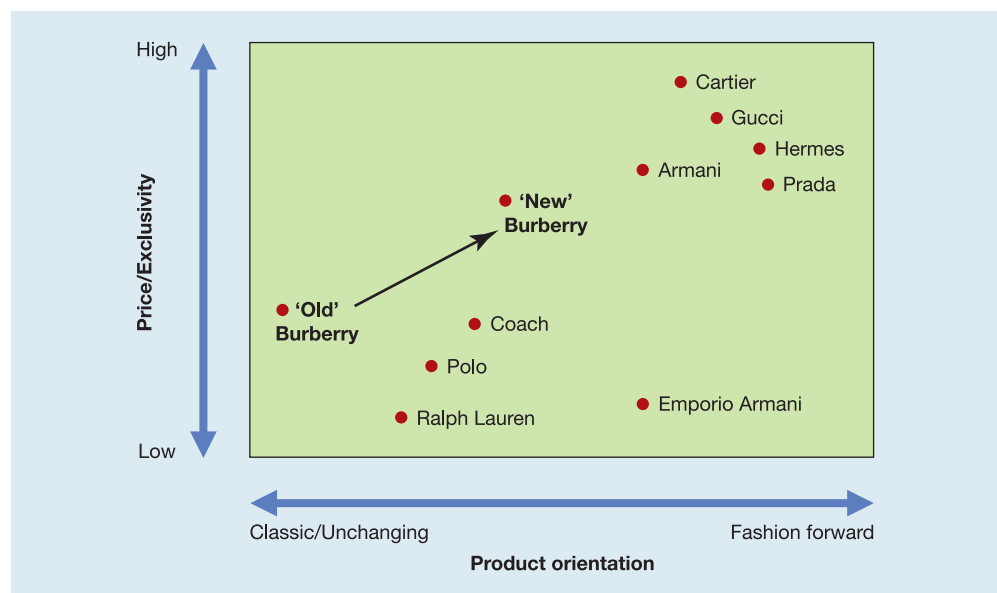 High
Cartier
Gucci
Hermes
Armani
Prada
‘New’
Burberry
Price/Exclusivity
‘Old’
Burberry
Coach
Polo
Emporio Armani
Ralph Lauren
Low
Classic/Unchanging
Fashion forward
Product orientation